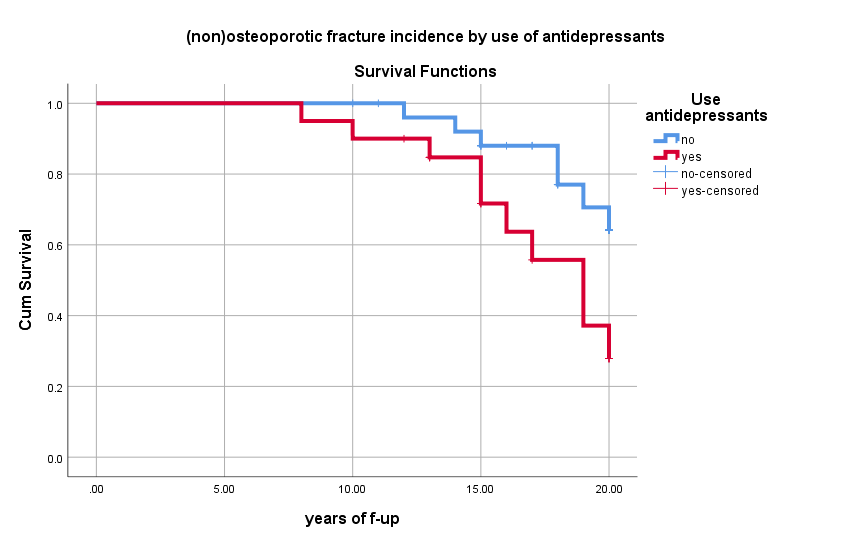 (non)osteoporotic fracture incidence by use of antidepressants
Survival Functions
Use
antidepressants
no
yes
no-censored
yes-censored
Cum Survival
1.0
0.8
0.6
0.4
0.2
0.0
.00 5.00 10.00 15.00 20.00
years of f-up